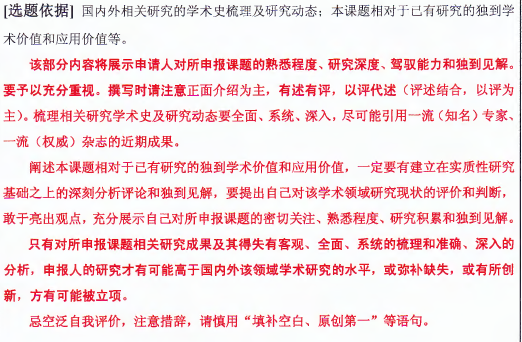 [选题依据] 国内外相关研究的学术史梳理及研究动态；本课题相对于已有研究的独到学
术价值和应用价值等。
该部分内容将展示申请人对所申报课题的熟悉程度、研究深度、驾驭能力和独到见解。
要予以充分重视。撰写时请注意正面介绍为主，有述有评，以评代述（评述结合，以评为
主）。梳理相关研究学术史及研究动态要全面、系统、深入，尽可能引用一流（知名）专家、
一流（权威）杂志的近期成果。
阐述本课题相对于已有研究的独到学术价值和应用价值，一定要有建立在实质性研究
基础之上的深刻分析评论和独到见解，要提出自己对该学术领域研究现状的评价和判断，
敢于亮出观点，充分展示自己对所申报课题的密切关注、熟悉程度、研究积累和独到见解。
只有对所申报课题相关研究成果及其得失有客观、全面、系统的梳理和准确、深入的
分析，申报人的研究才有可能高于国内外该领域学术研究的水平，或弥补缺失，或有所创
新，方有可能被立项。
忌空泛自我评价，注意措辞，请慎用“填补空白、原创第一”等语句。